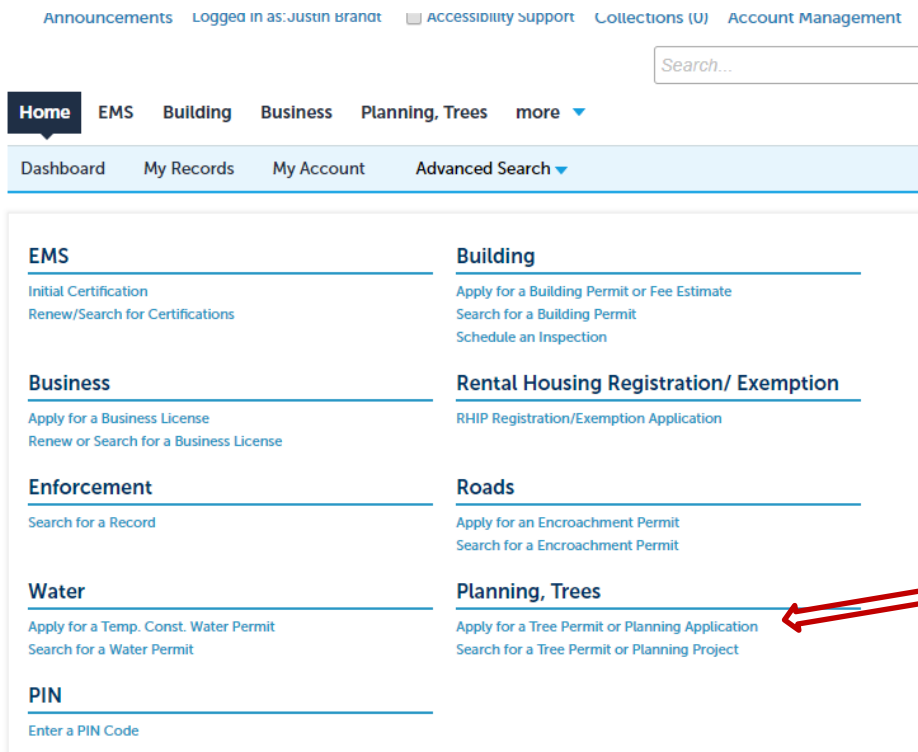 Announcements Logged in as:Justin Brandt Accessibility Support Collections (0) Account Management
Search...
Home EMS Building Business Planning, Trees more
Dashboard My Records My Account Advanced Search
EMS
Initial Certification
Renew/Search for Certifications
Building
Apply for a Building Permit or Fee Estimate
Search for a Building Permit
Schedule an Inspection
Business
Apply for a Business License
Renew or Search for a Business License
Rental Housing Registration/ Exemption
RHIP Registration/Exemption Application
Enforcement
Search for a Record
Roads
Apply for an Encroachment Permit
Search for a Encroachment Permit
Water
Apply for a Temp. Const. Water Permit
Search for a Water Permit
Planning, Trees
Apply for a Tree Permit or Planning Application
Search for a Tree Permit or Planning Project
PIN
Enter a PIN Code